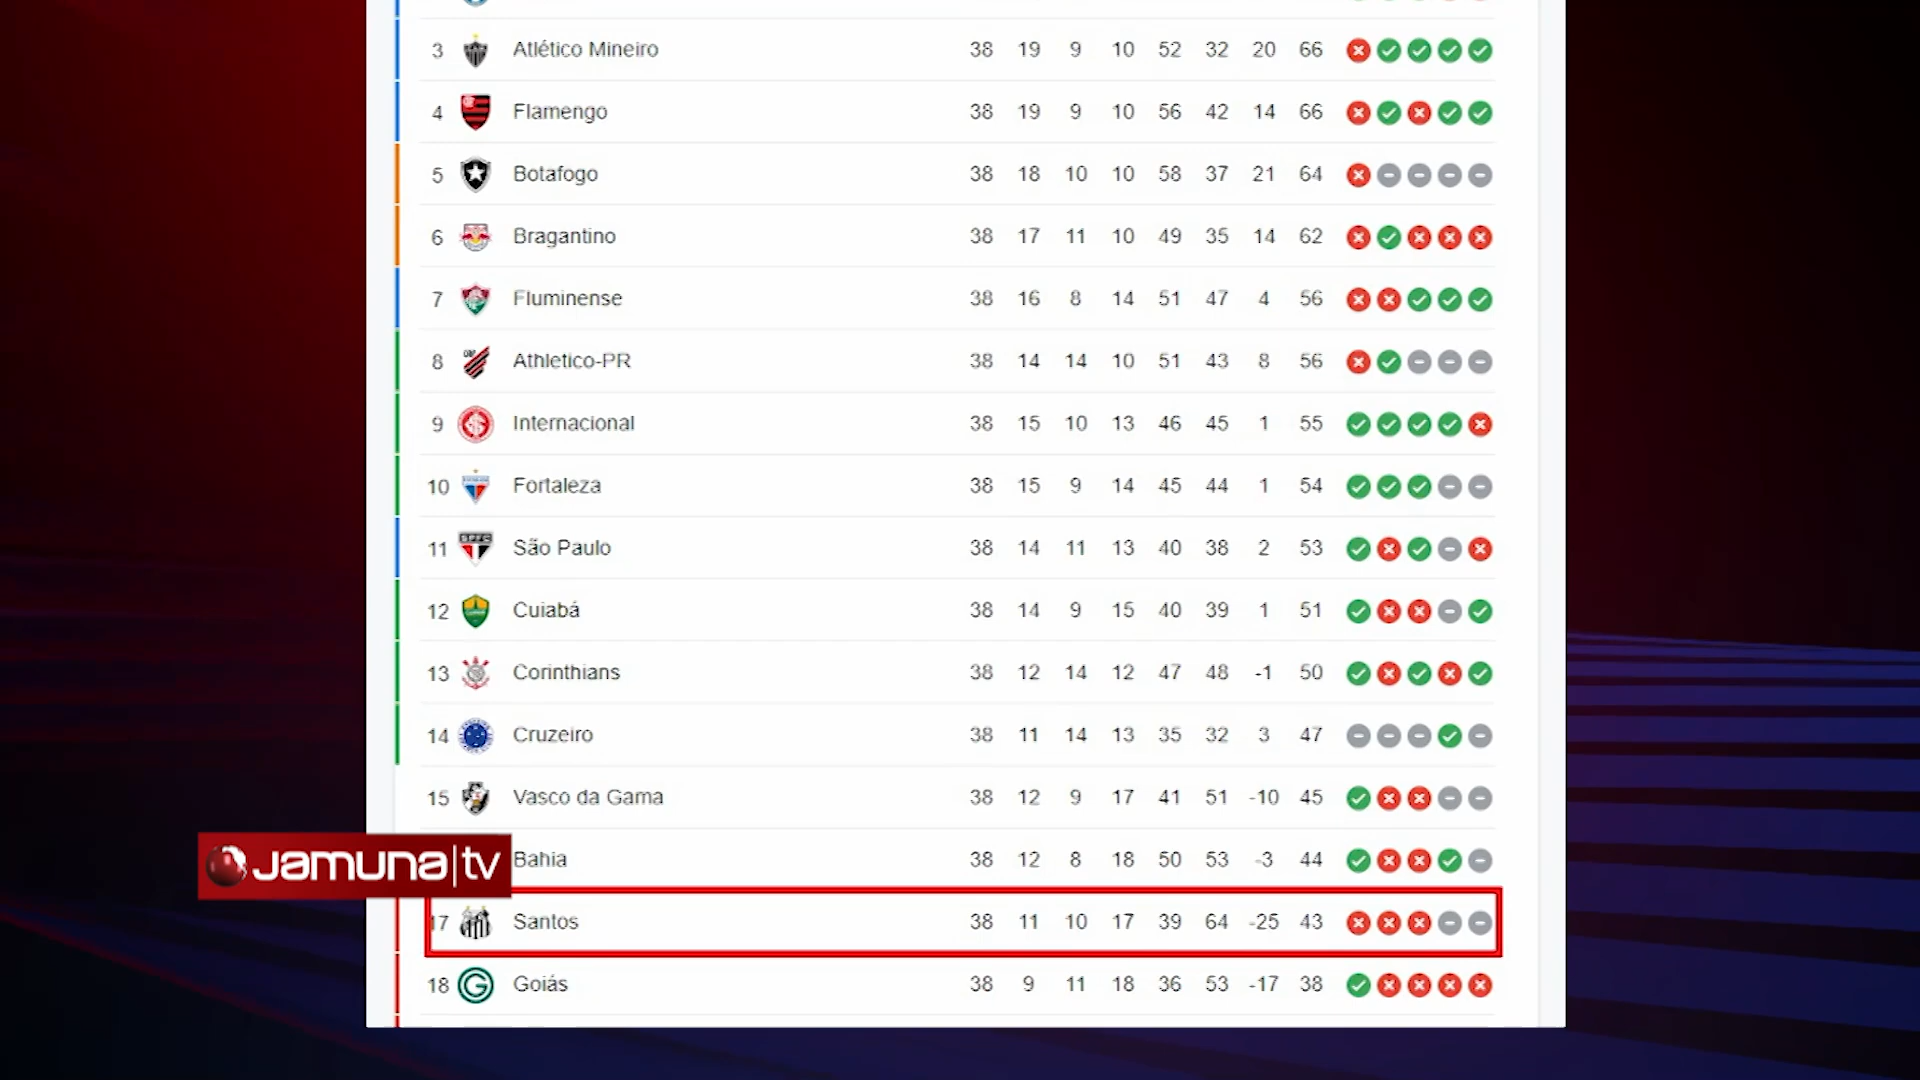 3 Atlético Mineiro 38 19 9 10 52 32 20 66
4 Flamengo 38 19 9 10 56 42 14 66
5 Botafogo 38 18 10 10 58 37 21 64
6 Bragantino 38 17 11 10 49 35 14 62
7 Fluminense 38 16 8 14 51 47 4 56
8 Athletico-PR 38 14 14 10 51 43 8 56
9 Internacional 38 15 10 13 46 45 1 55
10 Fortaleza 38 15 9 14 45 44 1 54
11 São Paulo 38 14 11 13 40 38 2 53
12 Cuiabá 38 14 9 15 40 39 1 51
13 Corinthians 38 12 14 12 47 48 -1 50
14 Cruzeiro 38 11 14 13 35 32 3 47
15 Vasco da Gama 38 12 9 17 41 51 -10 45
Jamuna|tv
Bahia 38 12 8 18 50 53 -3 44
17 Santos 38 11 10 17 39 64 -25 43
18 Goiás 38 9 11 18 36 53 -17 38